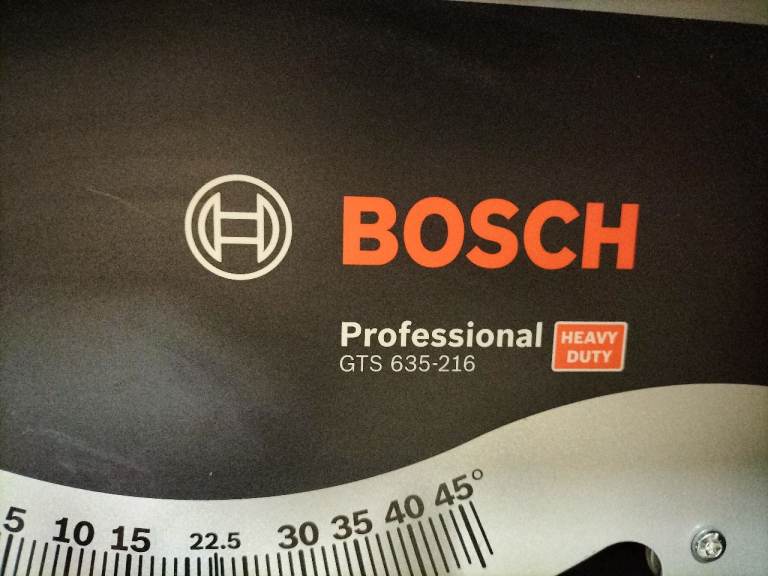 BOSCH
Professional
GTS 635-216
HEAVY
DUTY
5 10 15 22.5 30 35 40 45°